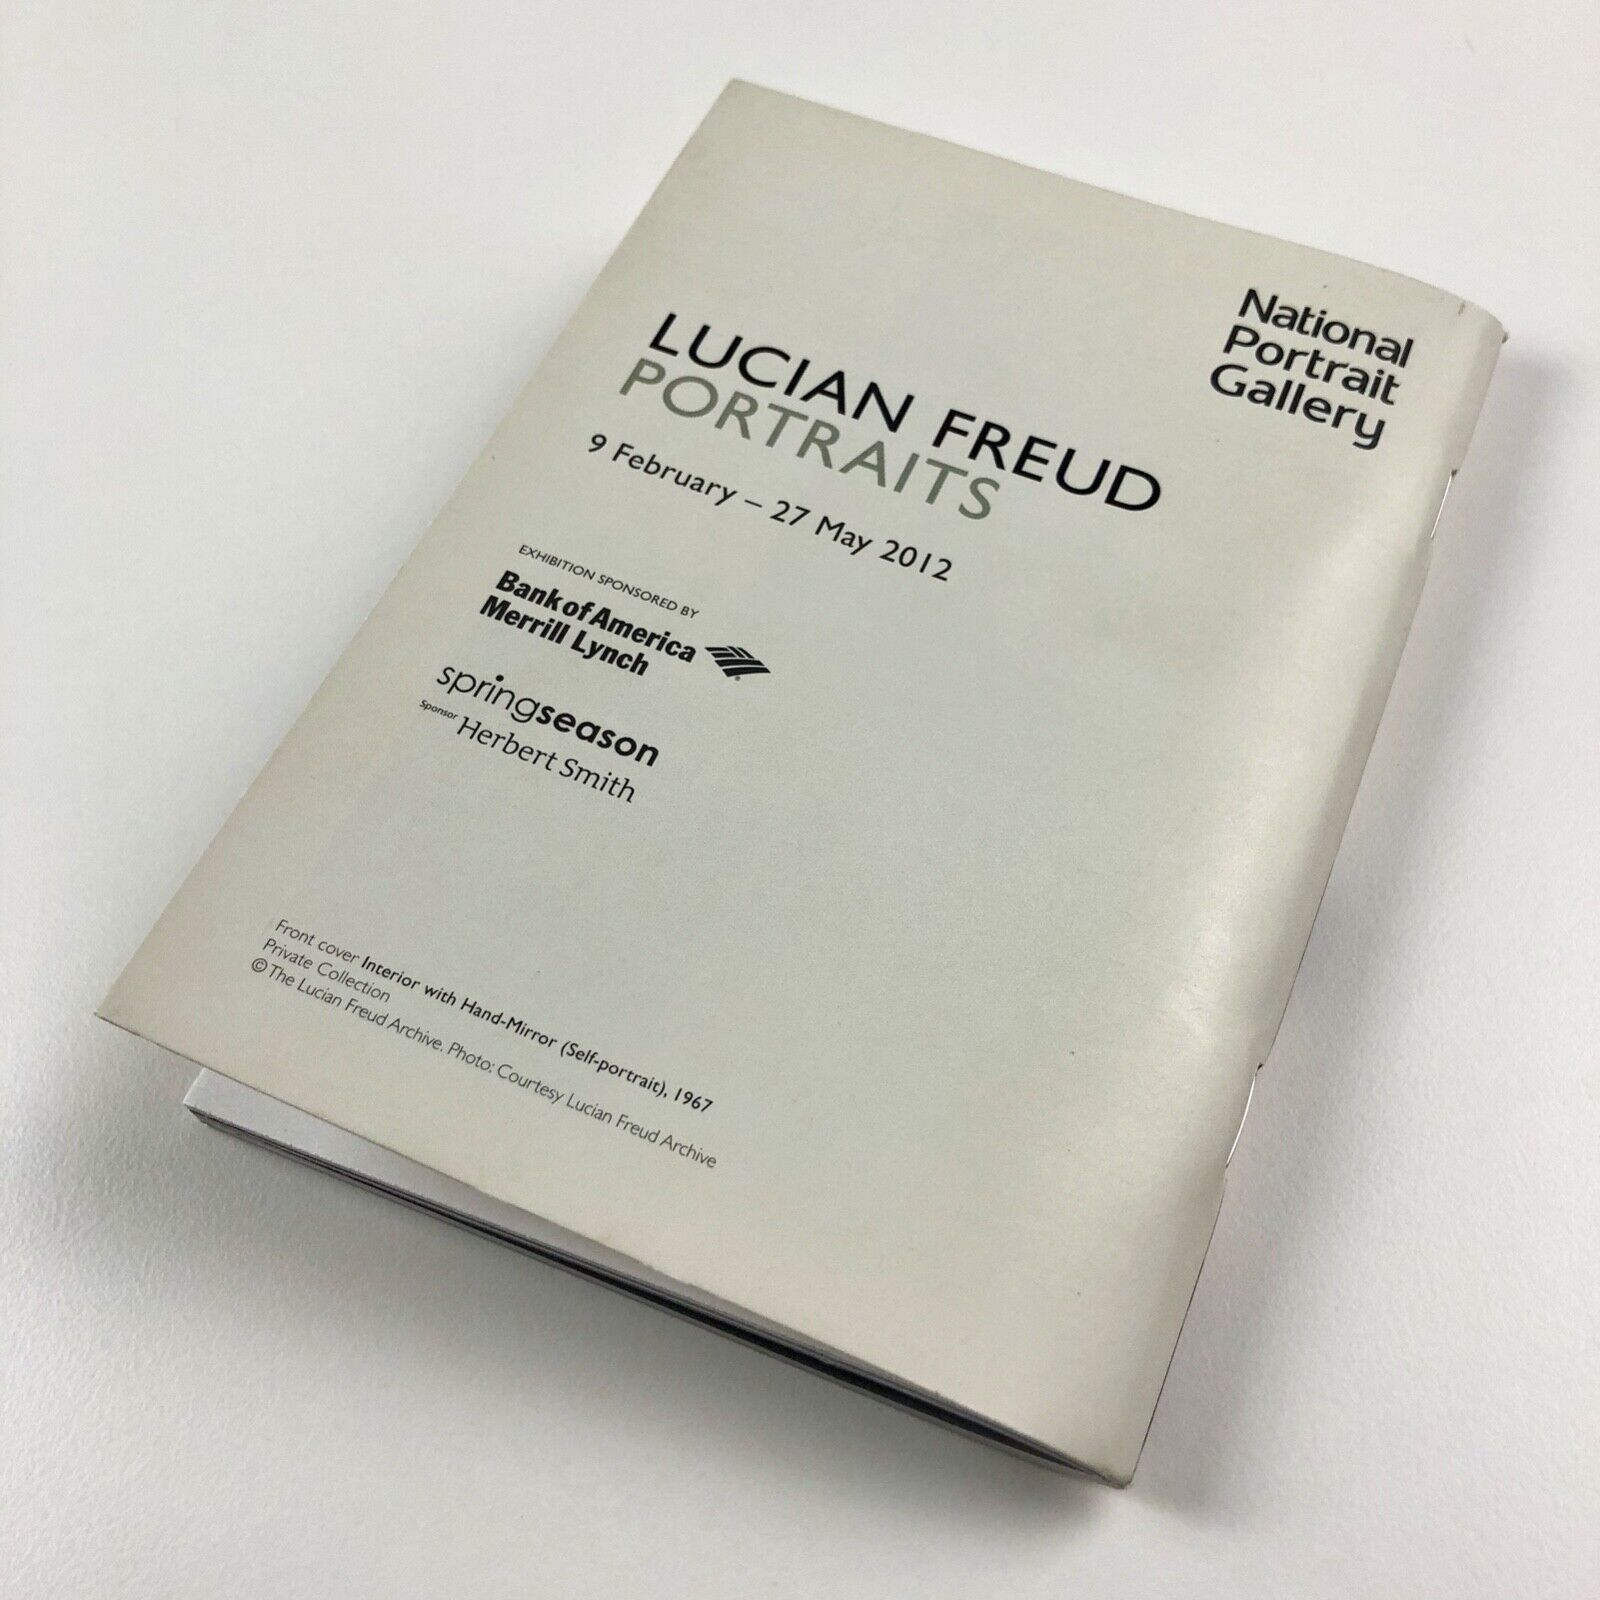 National
Portrait
Gallery
LUCIAN FREUD
PORTRAITS
9 February – 27 May 2012
EXHIBITION SPONSORED BY
Bank of America
Merrill Lynch
springseason
Sponsor Herbert Smith
Front cover Interior with Hand-Mirror (Self-portrait), 1967
Private Collection
© The Lucian Freud Archive. Photo: Courtesy Lucian Freud Archive